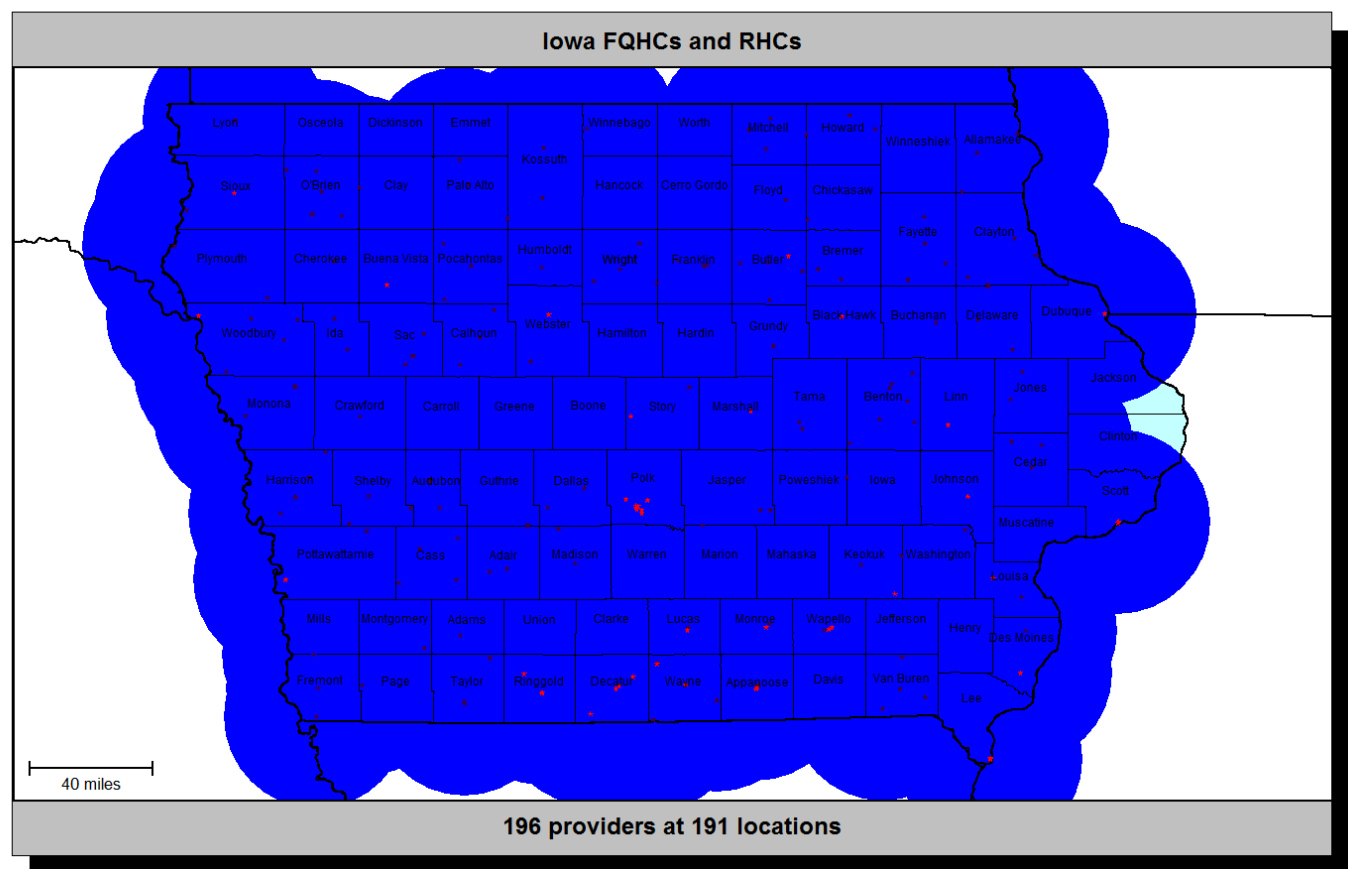 Iowa FQHCs and RHCs
Lyon Osceola Dickinson Emmet Winnebago Worth Mitchell Howard
Winneshiek Allamakee
Kossuth
Sioux O'Brien Clay Palo Alto Hancock Cerro Gordo Floyd Chickasaw
Fayette Clayton
Plymouth Cherokee Buena Vista Pocahontas Humboldt Wright Franklin Butler Bremer
Woodbury Ida Sac Calhoun Webster Hamilton Hardin Grundy Black Hawk Buchanan Delaware Dubuque
Jackson
Monona Crawford Carroll Greene Boone Story Marshall Tama Benton Linn Jones
Clinton
Harrison Shelby Audubon Guthrie Dallas Polk Jasper Poweshiek Iowa Johnson Cedar
Scott
Muscatine
Pottawattamie Cass Adair Madison Warren Marion Mahaska Keokuk Washington
Louisa
Mills Montgomery Adams Union Clarke Lucas Monroe Wapello Jefferson Henry Des Moines
Fremont Page Taylor Ringgold Decatur Wayne Appanoose Davis Van Buren
Lee
40 miles
196 providers at 191 locations